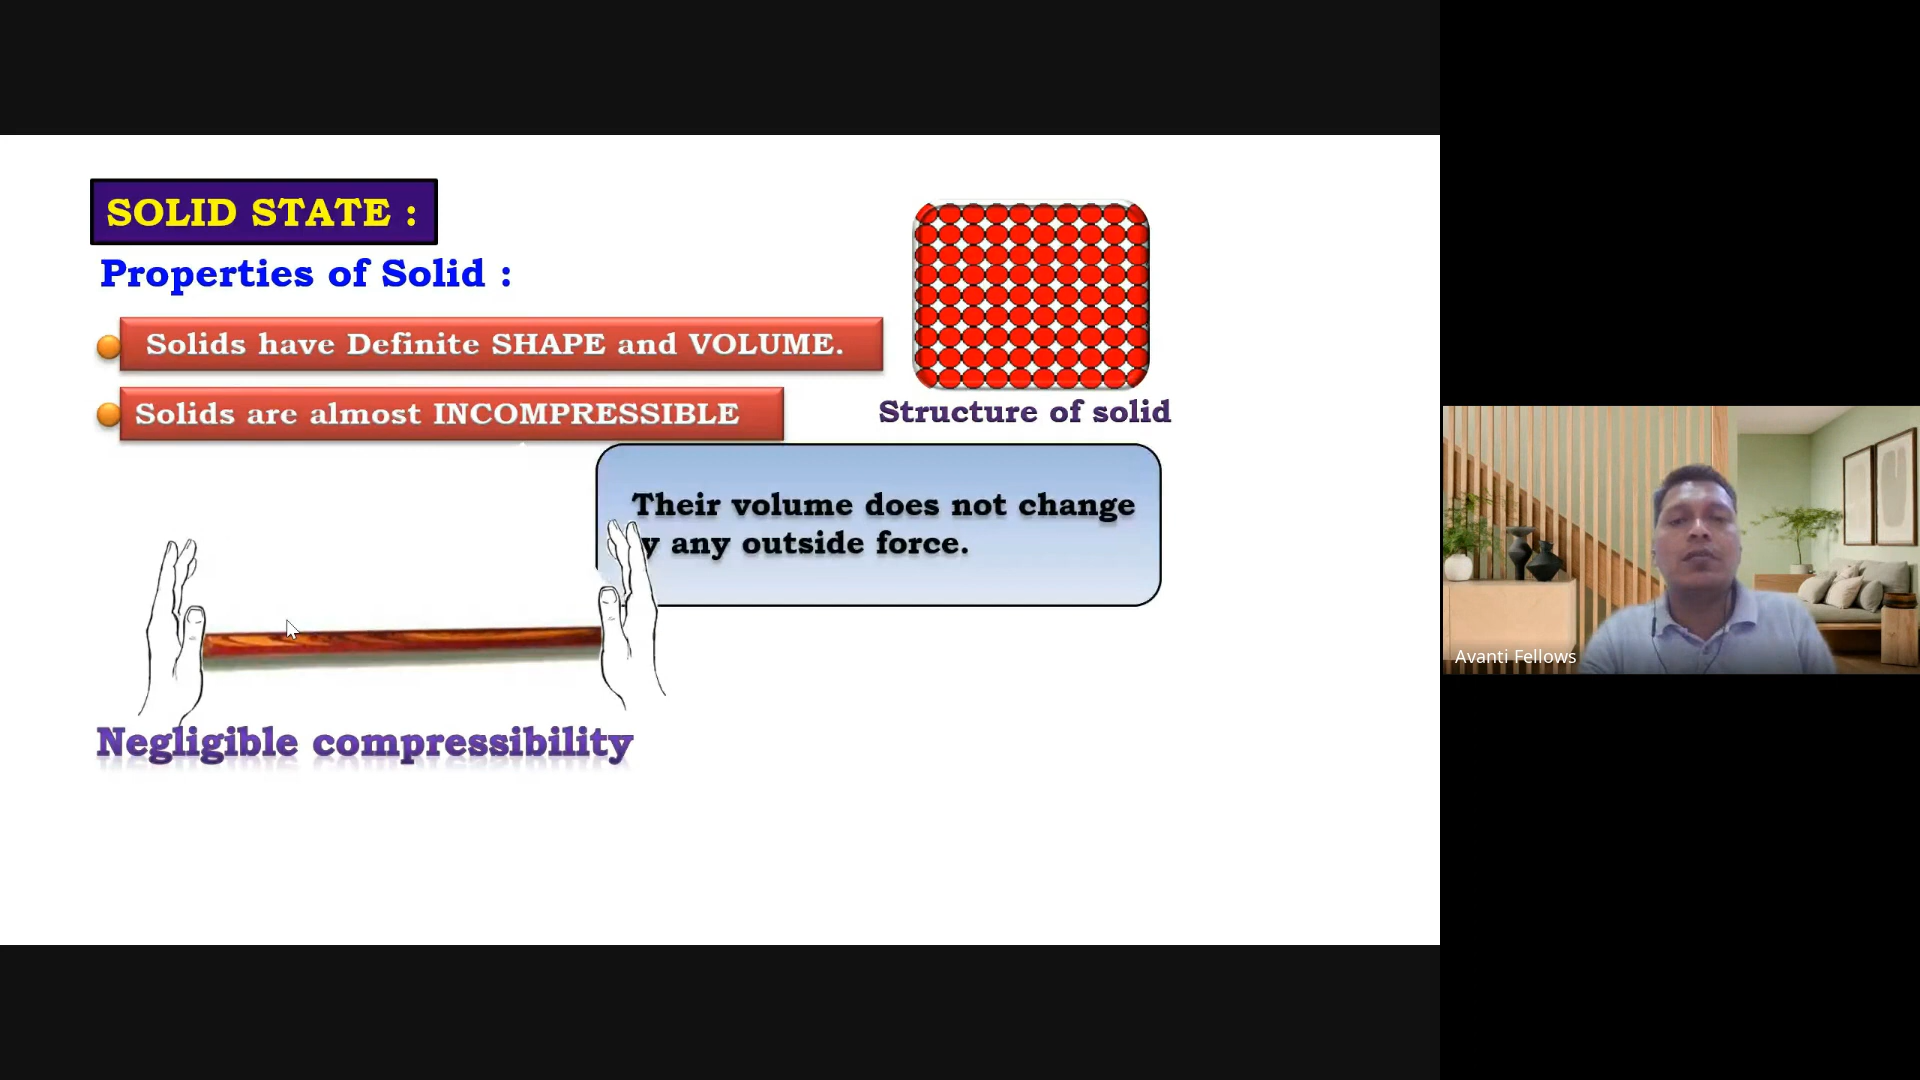 SOLID STATE :
Properties of Solid :
Solids have Definite SHAPE and VOLUME.
Solids are almost INCOMPRESSIBLE
Structure of solid
Their volume does not change
y any outside force.
Negligible compressibility
Avanti Fellows